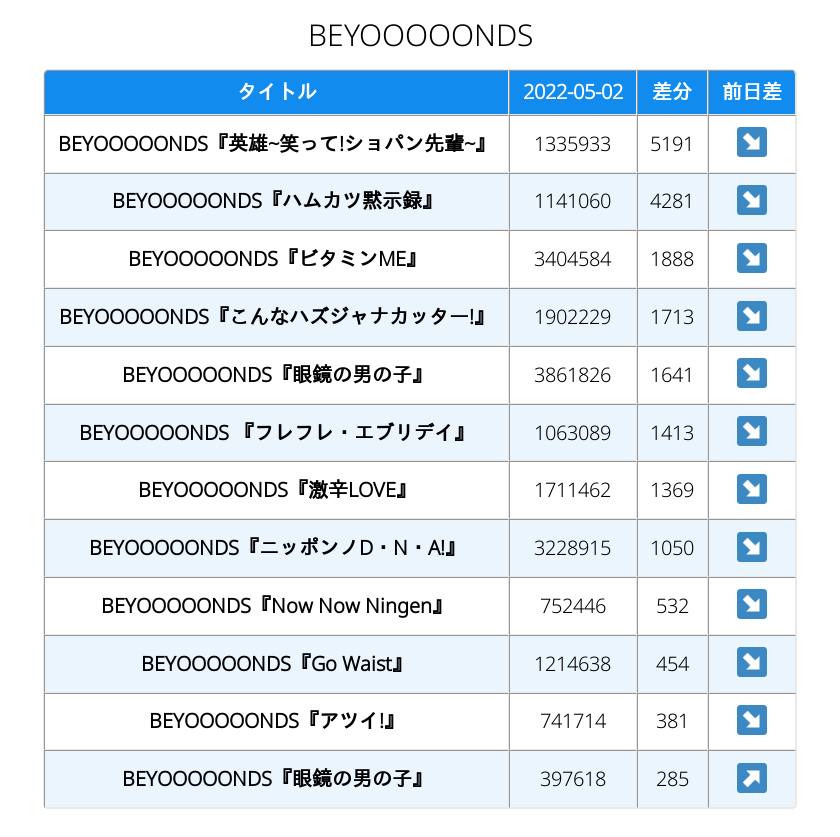 BEYOOOOONDS
タイトル 2022-05-02 差分 前日差
BEYOOOOONDS『英雄~笑って!ショパン先輩~』 1335933 5191 ↘
BEYOOOOONDS『ハムカツ黙示録』 1141060 4281 ↘
BEYOOOOONDS『ビタミンME』 3404584 1888 ↘
BEYOOOOONDS『こんなハズジャナカッター!』 1902229 1713 ↘
BEYOOOOONDS『眼鏡の男の子』 3861826 1641 ↘
BEYOOOOONDS 『フレフレ・エブリデイ』 1063089 1413 ↘
BEYOOOOONDS『激辛LOVE』 1711462 1369 ↘
BEYOOOOONDS『ニッポンノD・N・A!』 3228915 1050 ↘
BEYOOOOONDS『Now Now Ningen』 752446 532 ↘
BEYOOOOONDS『Go Waist』 1214638 454 ↘
BEYOOOOONDS『アツイ!』 741714 381 ↘
BEYOOOOONDS『眼鏡の男の子』 397618 285 ↗